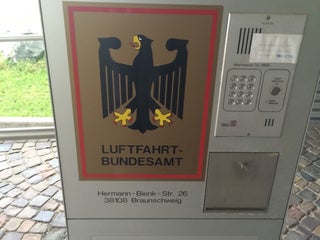 LUFTFAHRT-
BUNDESAMT
Hermann-Blenk-Str. 26
38108 Braunschweig